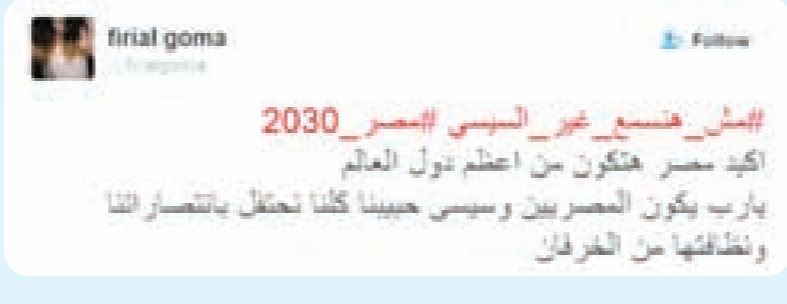 firial goma
Follow
#مش_هنسمع_غير_السيسي #مصر_2030
اكيد مصر هتكون من اعظم دول العالم
يارب يكون المصريين وسيسى حبيبنا كلنا نحتفل بانتصاراتنا
ونظافتها من الخرفان